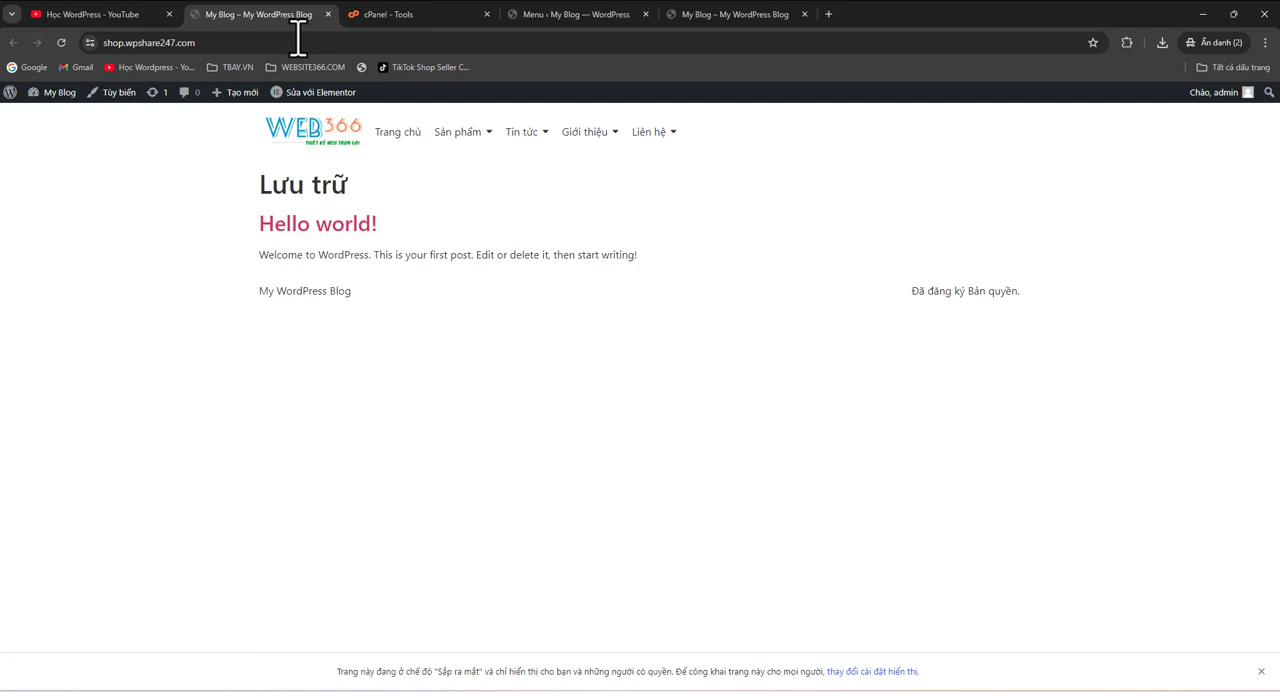 Học WordPress - YouTube
My Blog – My WordPress Blog
cPanel - Tools
Menu ‹ My Blog — WordPress
My Blog – My WordPress Blog
shop.wpshare247.com
Ẩn danh (2)
Google
Gmail
Học Wordpress - Yo...
TBAY.VN
WEBSITE366.COM
TikTok Shop Seller C...
Tất cả dấu trang
My Blog
Tùy biến
1
0
Tạo mới
Sửa với Elementor
Chào, admin
WEB366
THIẾT KẾ WEB TRỌN GÓI
Trang chủ
Sản phẩm
Tin tức
Giới thiệu
Liên hệ
Lưu trữ
Hello world!
Welcome to WordPress. This is your first post. Edit or delete it, then start writing!
My WordPress Blog
Đã đăng ký Bản quyền.
Trang này đang ở chế độ "Sắp ra mắt" và chỉ hiển thị cho bạn và những người có quyền. Để công khai trang này cho mọi người, thay đổi cài đặt hiển thị.